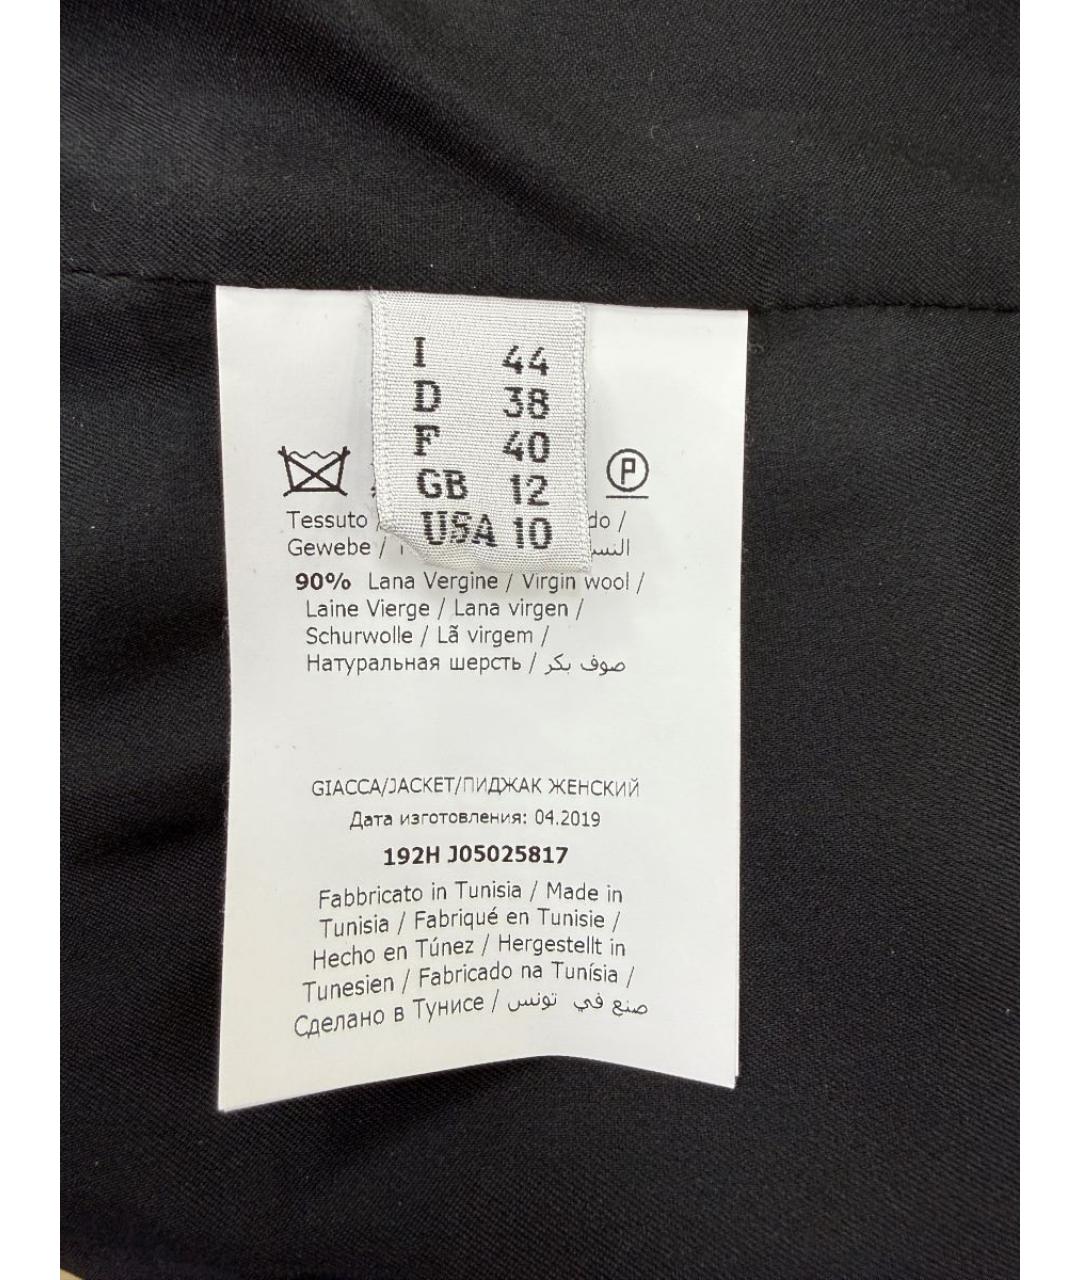 I 44
D 38
F 40
GB 12
USA 10
P
Tessuto / do /
Gewebe /
90% Lana Vergine / Virgin wool /
Laine Vierge / Lana virgen /
Schurwolle / Lã virgem /
Натуральная шерсть / صوف بكر
GIACCA/JACKET/ПИДЖАК ЖЕНСКИЙ
Дата изготовления: 04.2019
192H J05025817
Fabbricato in Tunisia / Made in
Tunisia / Fabriqué en Tunisie /
Hecho en Túnez / Hergestellt in
Tunesien / Fabricado na Tunísia /
Сделано в Тунисе / صنع في تونس